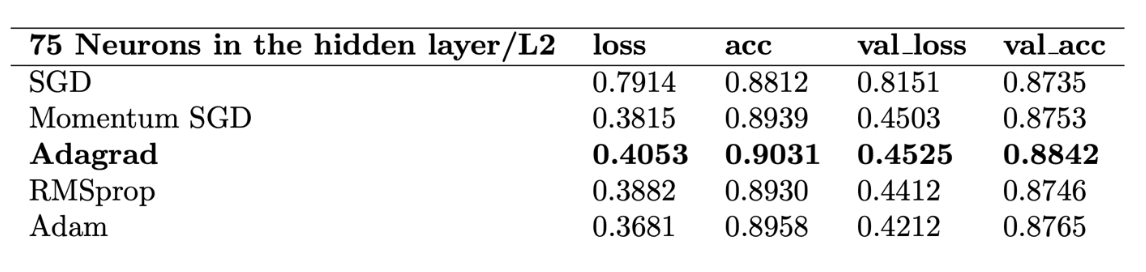 75 Neurons in the hidden layer/L2 loss acc val_loss val_acc
SGD 0.7914 0.8812 0.8151 0.8735
Momentum SGD 0.3815 0.8939 0.4503 0.8753
Adagrad 0.4053 0.9031 0.4525 0.8842
RMSprop 0.3882 0.8930 0.4412 0.8746
Adam 0.3681 0.8958 0.4212 0.8765